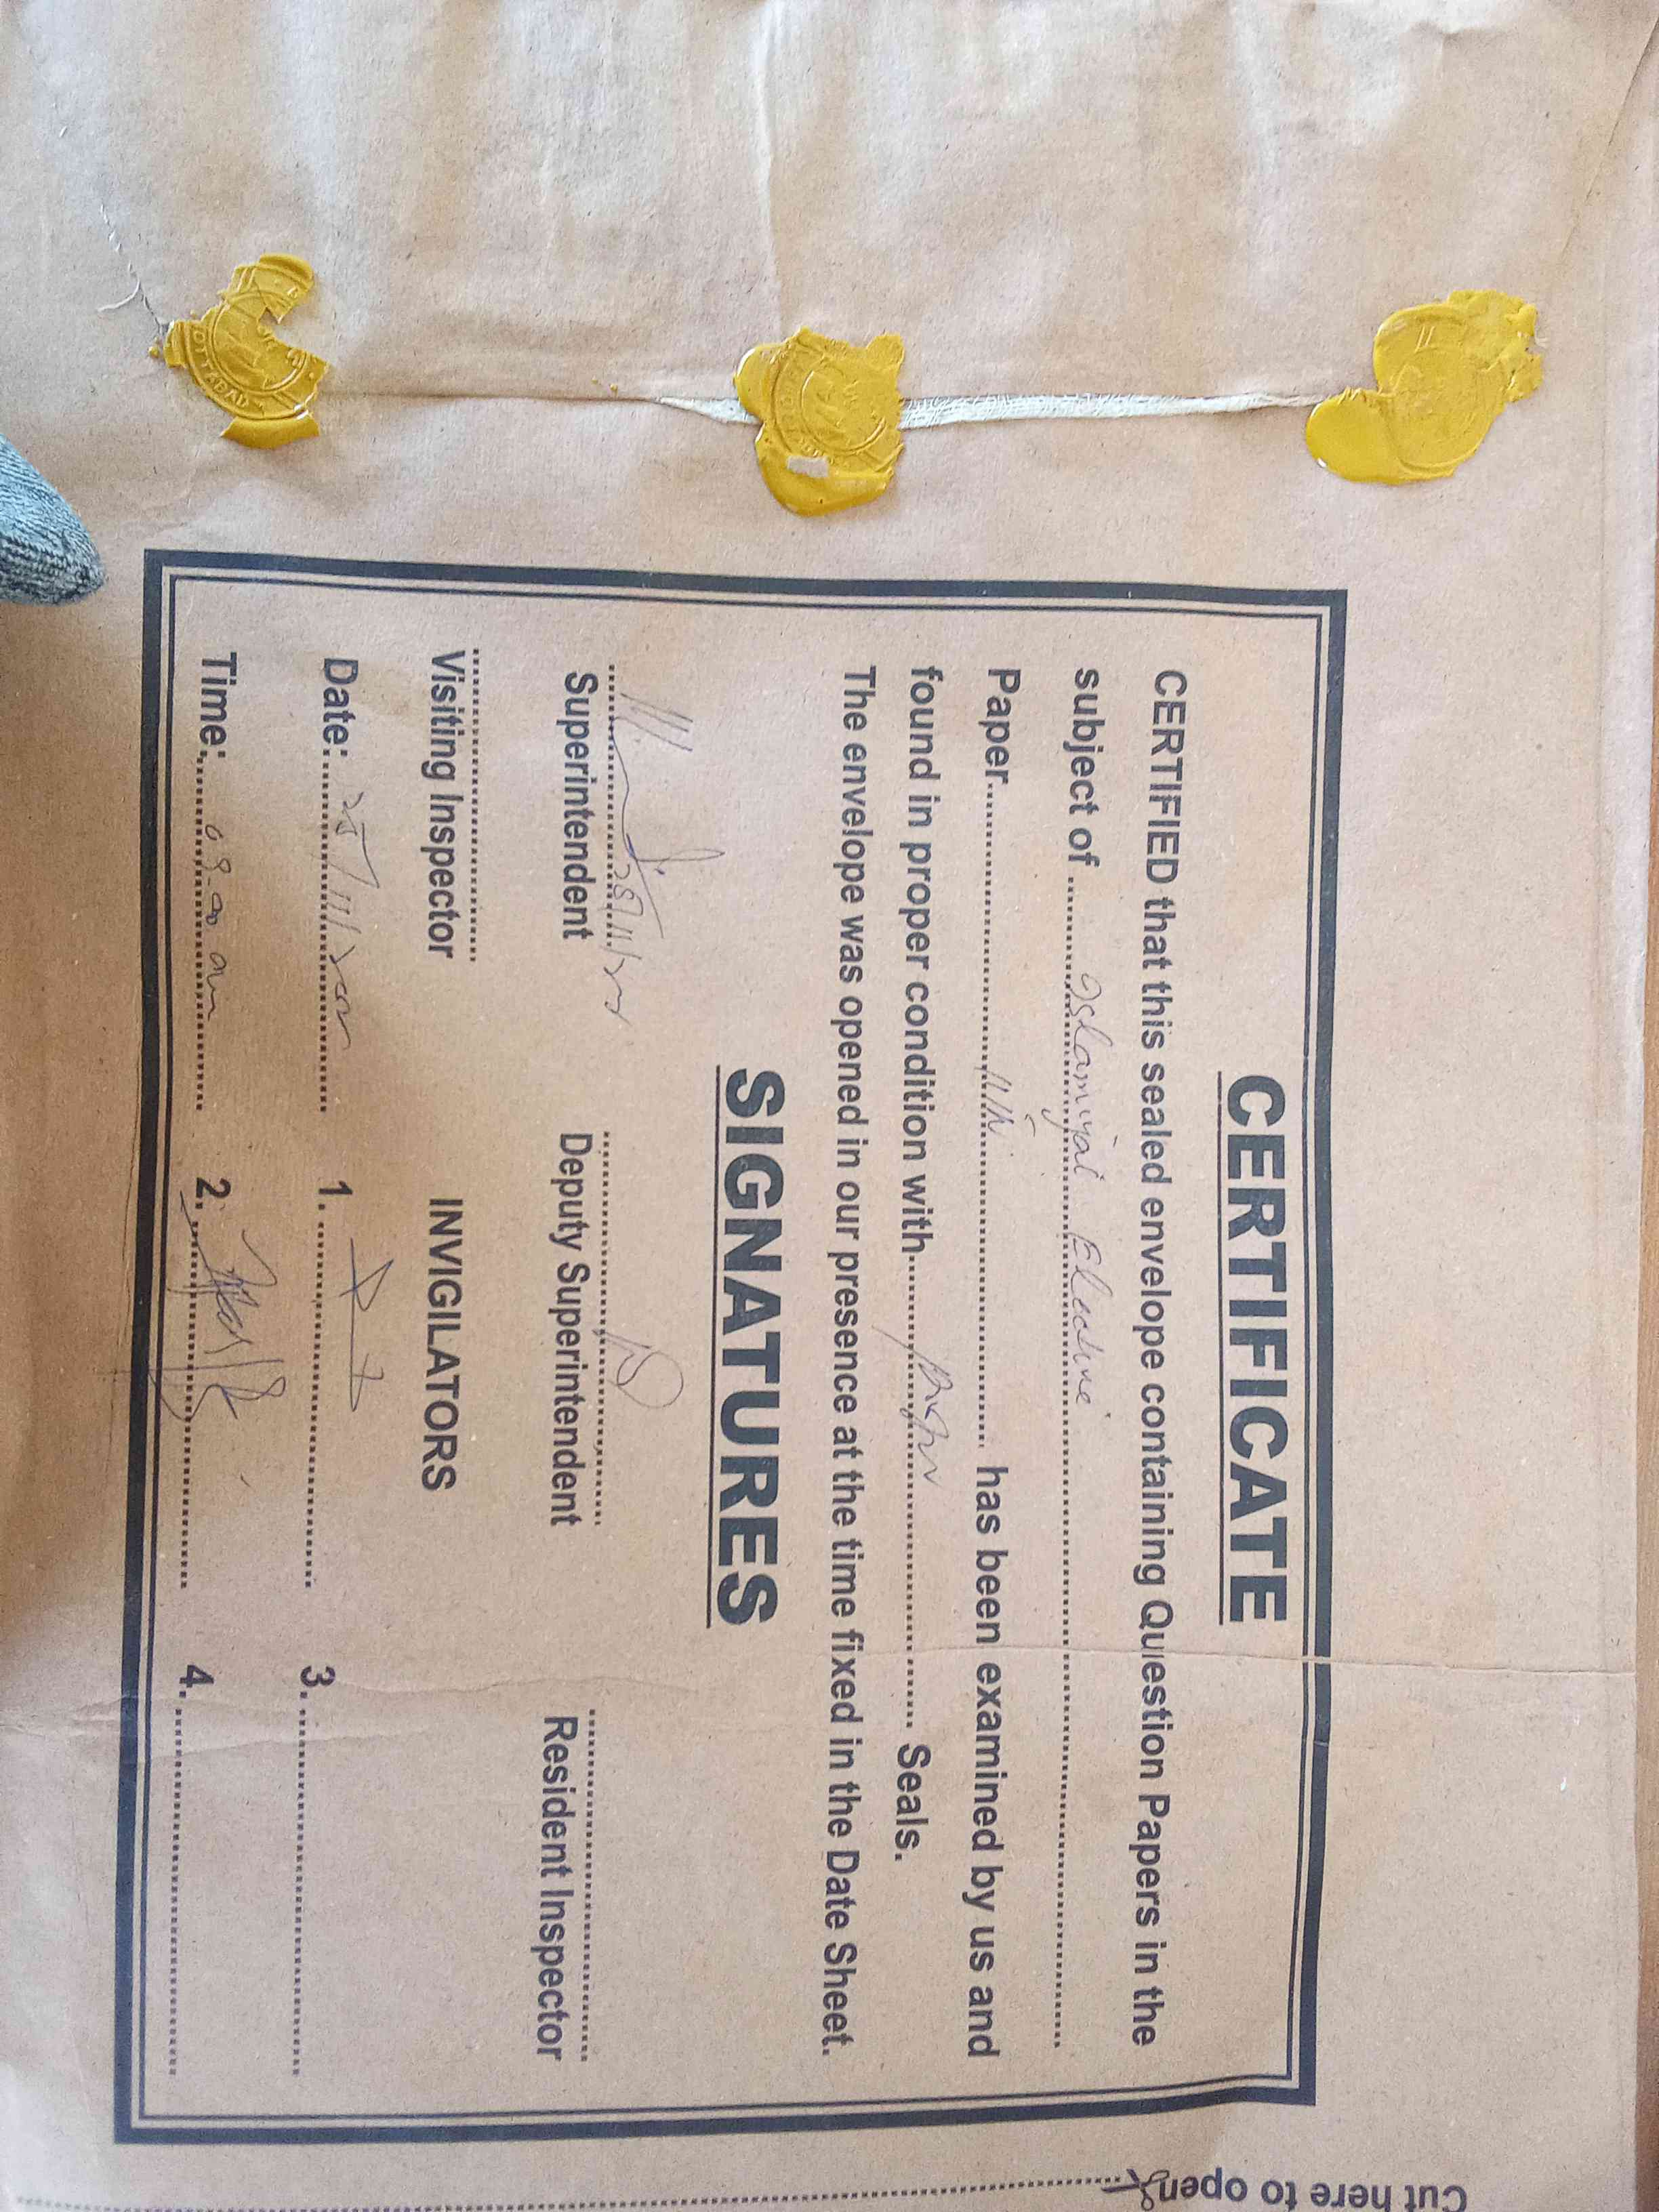 CERTIFICATE
CERTIFIED that this sealed envelope containing Question Papers in the
subject of .......... Islamiyat Elective ..........
Paper.................... has been examined by us and
found in proper condition with.................... Seals.
The envelope was opened in our presence at the time fixed in the Date Sheet.
SIGNATURES
Superintendent Deputy Superintendent Resident Inspector
Visiting Inspector INVIGILATORS
Date:.................... 1. .................... 3. ....................
Time:.................... am 2. .................... 4. ....................
Cut here to open